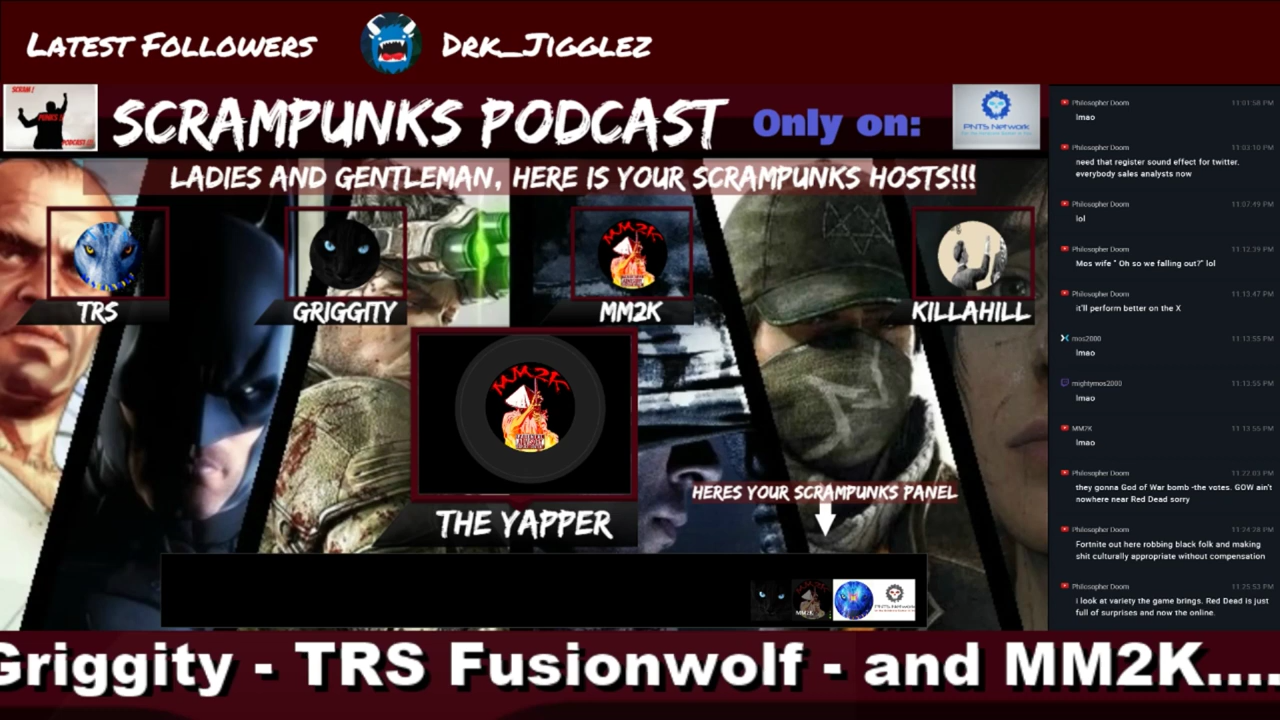 Latest Followers
Drk_Jigglez
SCRAM!
PUNKS
PODCAST
SCRAMPUNKS PODCAST
Only on:
PNTS Network
LADIES AND GENTLEMAN, HERE IS YOUR SCRAMPUNKS HOSTS!!!
TRS
GRIGGITY
MM2K
MM2K
KILLAHILL
MM2K
THE YAPPER
HERES YOUR SCRAMPUNKS PANEL
MM2K
PNTS Network
Griggity - TRS Fusionwolf - and MM2K....
Philosopher Doom 11:01:58 PM
lmao
Philosopher Doom 11:03:10 PM
need that register sound effect for twitter.
everybody sales analysts now
Philosopher Doom 11:07:49 PM
lol
Philosopher Doom 11:12:39 PM
Mos wife " Oh so we falling out?" lol
Philosopher Doom 11:13:47 PM
it'll perform better on the X
mos2000 11:13:55 PM
lmao
mightymos2000 11:13:55 PM
lmao
MM2K 11:13:55 PM
lmao
Philosopher Doom 11:22:03 PM
they gonna God of War bomb -the votes. GOW ain't
nowhere near Red Dead sorry
Philosopher Doom 11:24:28 PM
Fortnite out here robbing black folk and making
shit culturally appropriate without compensation
Philosopher Doom 11:25:53 PM
i look at variety the game brings. Red Dead is just
full of surprises and now the online.